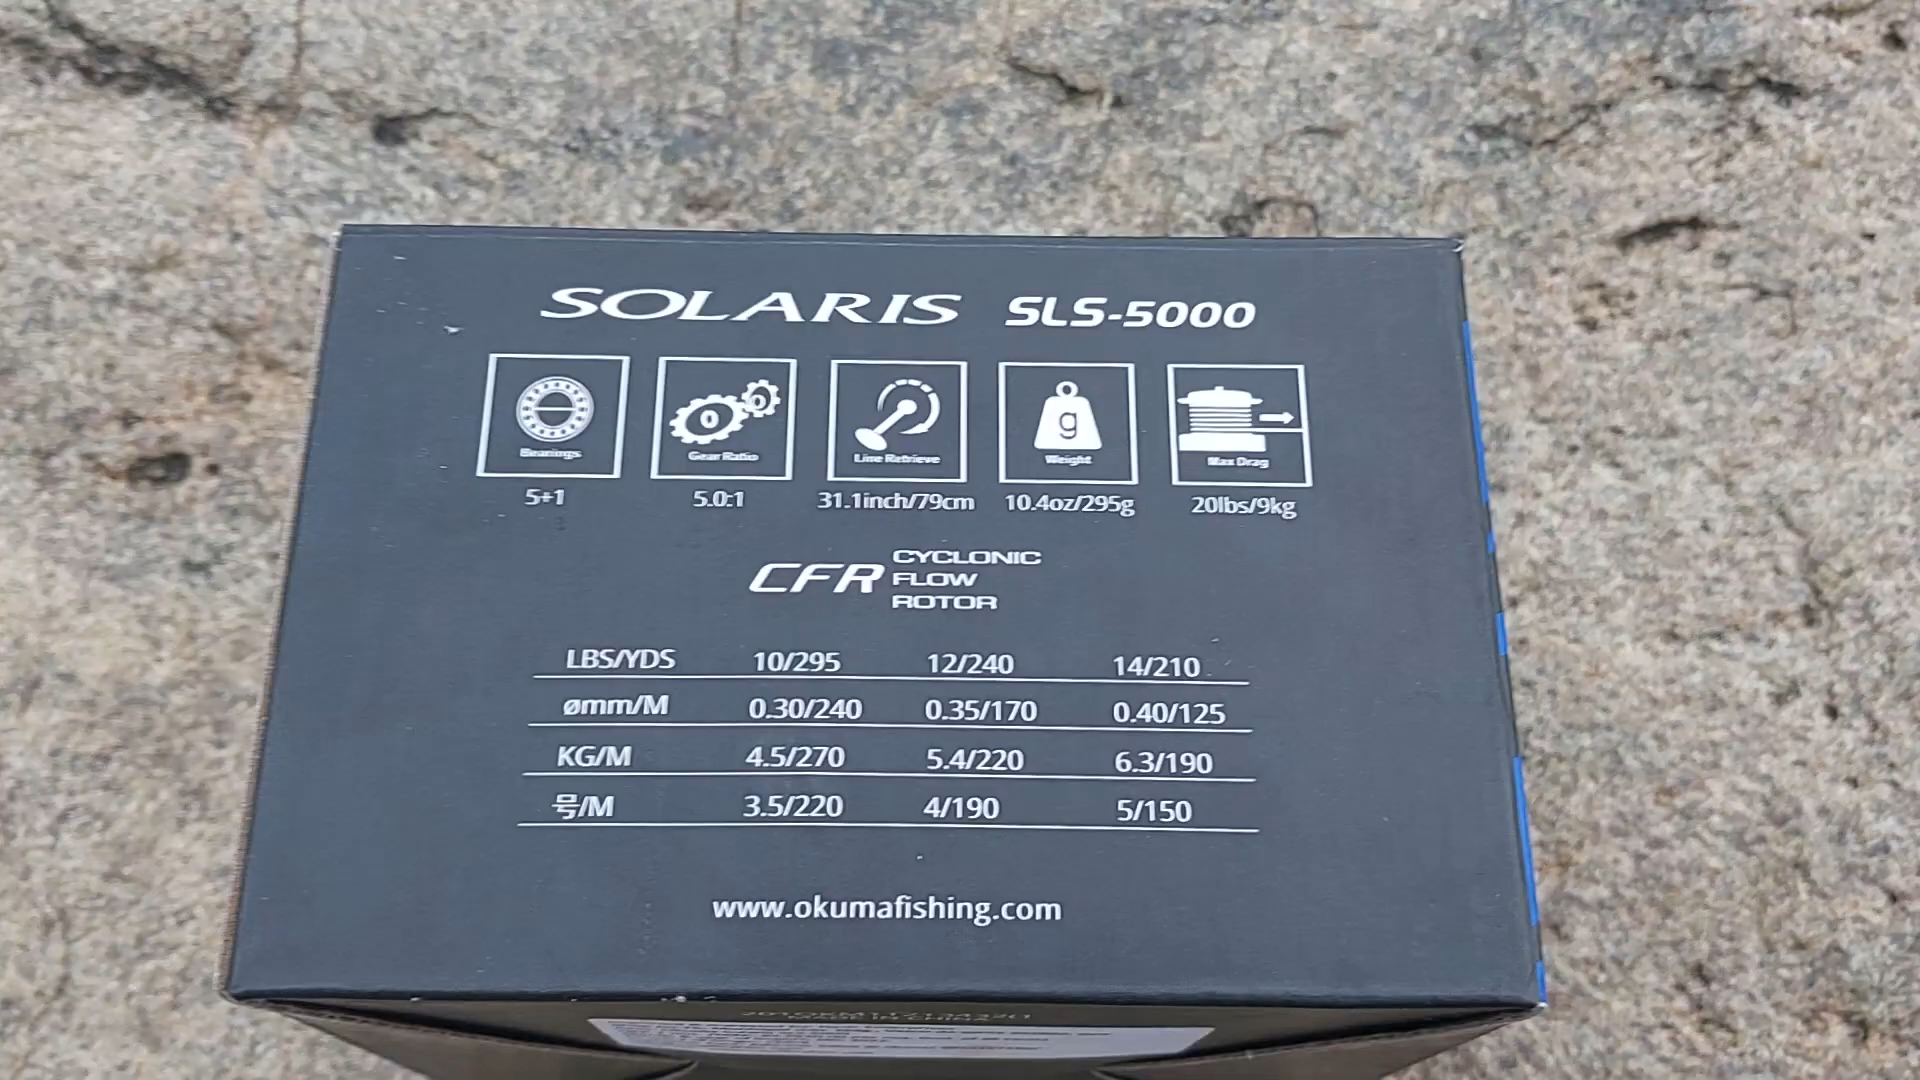 SOLARIS SLS-5000
Bearings Gear Ratio Line Retrieve Weight Max Drag
5+1 5.0:1 31.1inch/79cm 10.4oz/295g 20lbs/9kg
CFR CYCLONIC
FLOW
ROTOR
LBS/YDS 10/295 12/240 14/210
ømm/M 0.30/240 0.35/170 0.40/125
KG/M 4.5/270 5.4/220 6.3/190
号/M 3.5/220 4/190 5/150
www.okumafishing.com
MADE IN CHINA